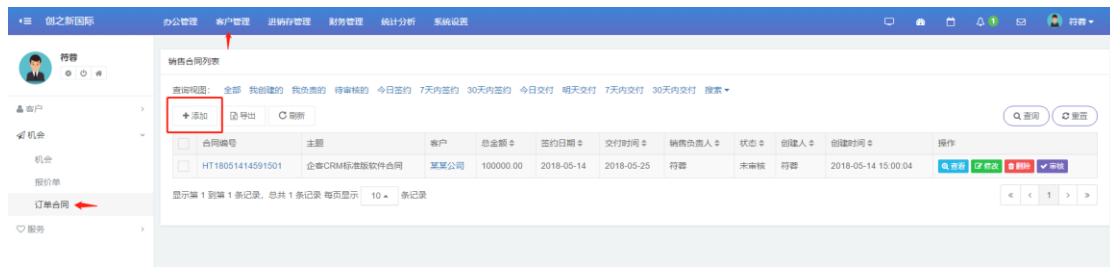 创之新国际 办公管理 客户管理 进销存管理 财务管理 统计分析 系统设置 1 符蓉
符蓉
客户
机会
机会
报价单
订单合同
服务
销售合同列表
查询视图： 全部 我创建的 我负责的 待审核的 今日签约 7天内签约 30天内签约 今日交付 明天交付 7天内交付 30天内交付 搜索
添加 导出 刷新 查询 重置
合同编号 主题 客户 总金额 签约日期 交付时间 销售负责人 状态 创建人 创建时间 操作
HT18051414591501 企客CRM标准版软件合同 某某公司 100000.00 2018-05-14 2018-05-25 符蓉 未审核 符蓉 2018-05-14 15:00:04 查看 修改 删除 审核
显示第 1 到第 1 条记录，总共 1 条记录 每页显示 10 条记录 « ‹ 1 › »